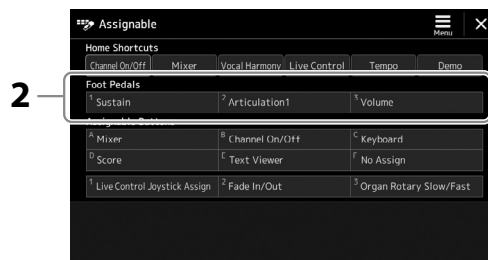 Assignable
Menu
Home Shortcuts
Channel On/Off Mixer Vocal Harmony Live Control Tempo Demo
2
Foot Pedals
1 Sustain 2 Articulation1 3 Volume
Assignable Buttons
A Mixer B Channel On/Off C Keyboard
D Score E Text Viewer F No Assign
1 Live Control Joystick Assign 2 Fade In/Out 3 Organ Rotary Slow/Fast